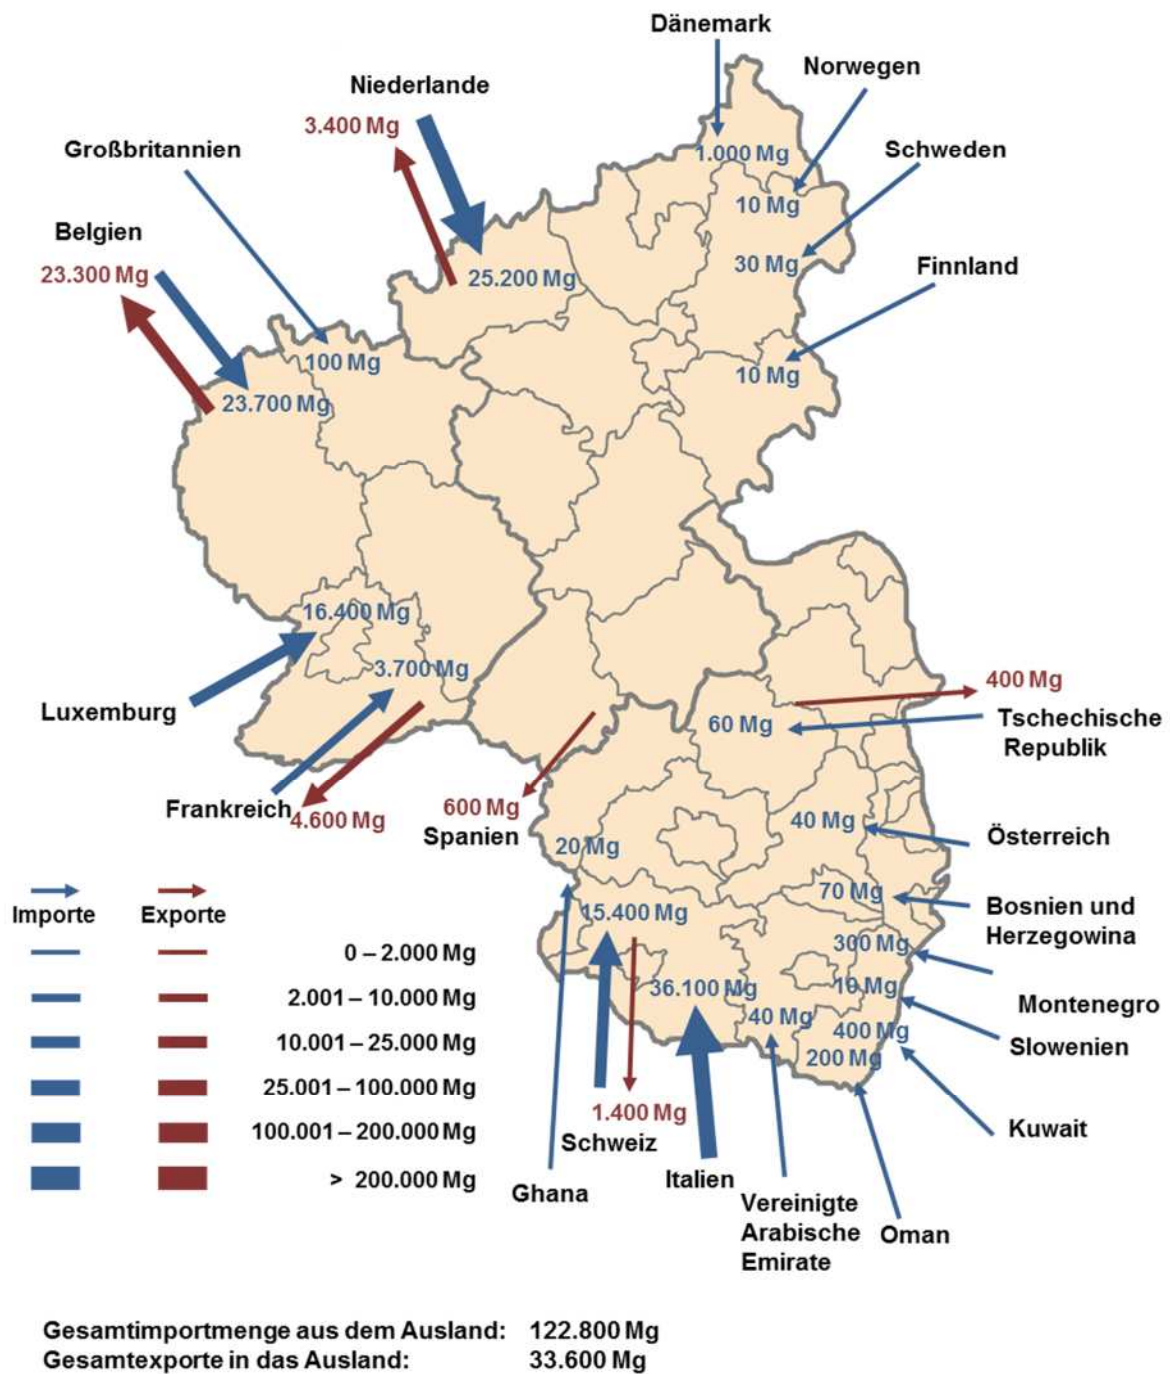 Dänemark
Norwegen
Niederlande
3.400 Mg
Großbritannien
Schweden
1.000 Mg
10 Mg
Belgien
23.300 Mg
30 Mg
Finnland
25.200 Mg
100 Mg
10 Mg
23.700 Mg
16.400 Mg
3.700 Mg
400 Mg
Luxemburg
Tschechische
Republik
60 Mg
Frankreich
4.600 Mg
600 Mg
Spanien
40 Mg
Österreich
20 Mg
70 Mg
Bosnien und
Herzegowina
15.400 Mg
300 Mg
36.100 Mg
10 Mg
Montenegro
40 Mg
400 Mg
Slowenien
200 Mg
1.400 Mg
Schweiz
Kuwait
Italien
Ghana
Vereinigte
Arabische
Emirate
Oman
Importe Exporte
0 – 2.000 Mg
2.001 – 10.000 Mg
10.001 – 25.000 Mg
25.001 – 100.000 Mg
100.001 – 200.000 Mg
> 200.000 Mg
Gesamtimportmenge aus dem Ausland: 122.800 Mg
Gesamtexporte in das Ausland: 33.600 Mg